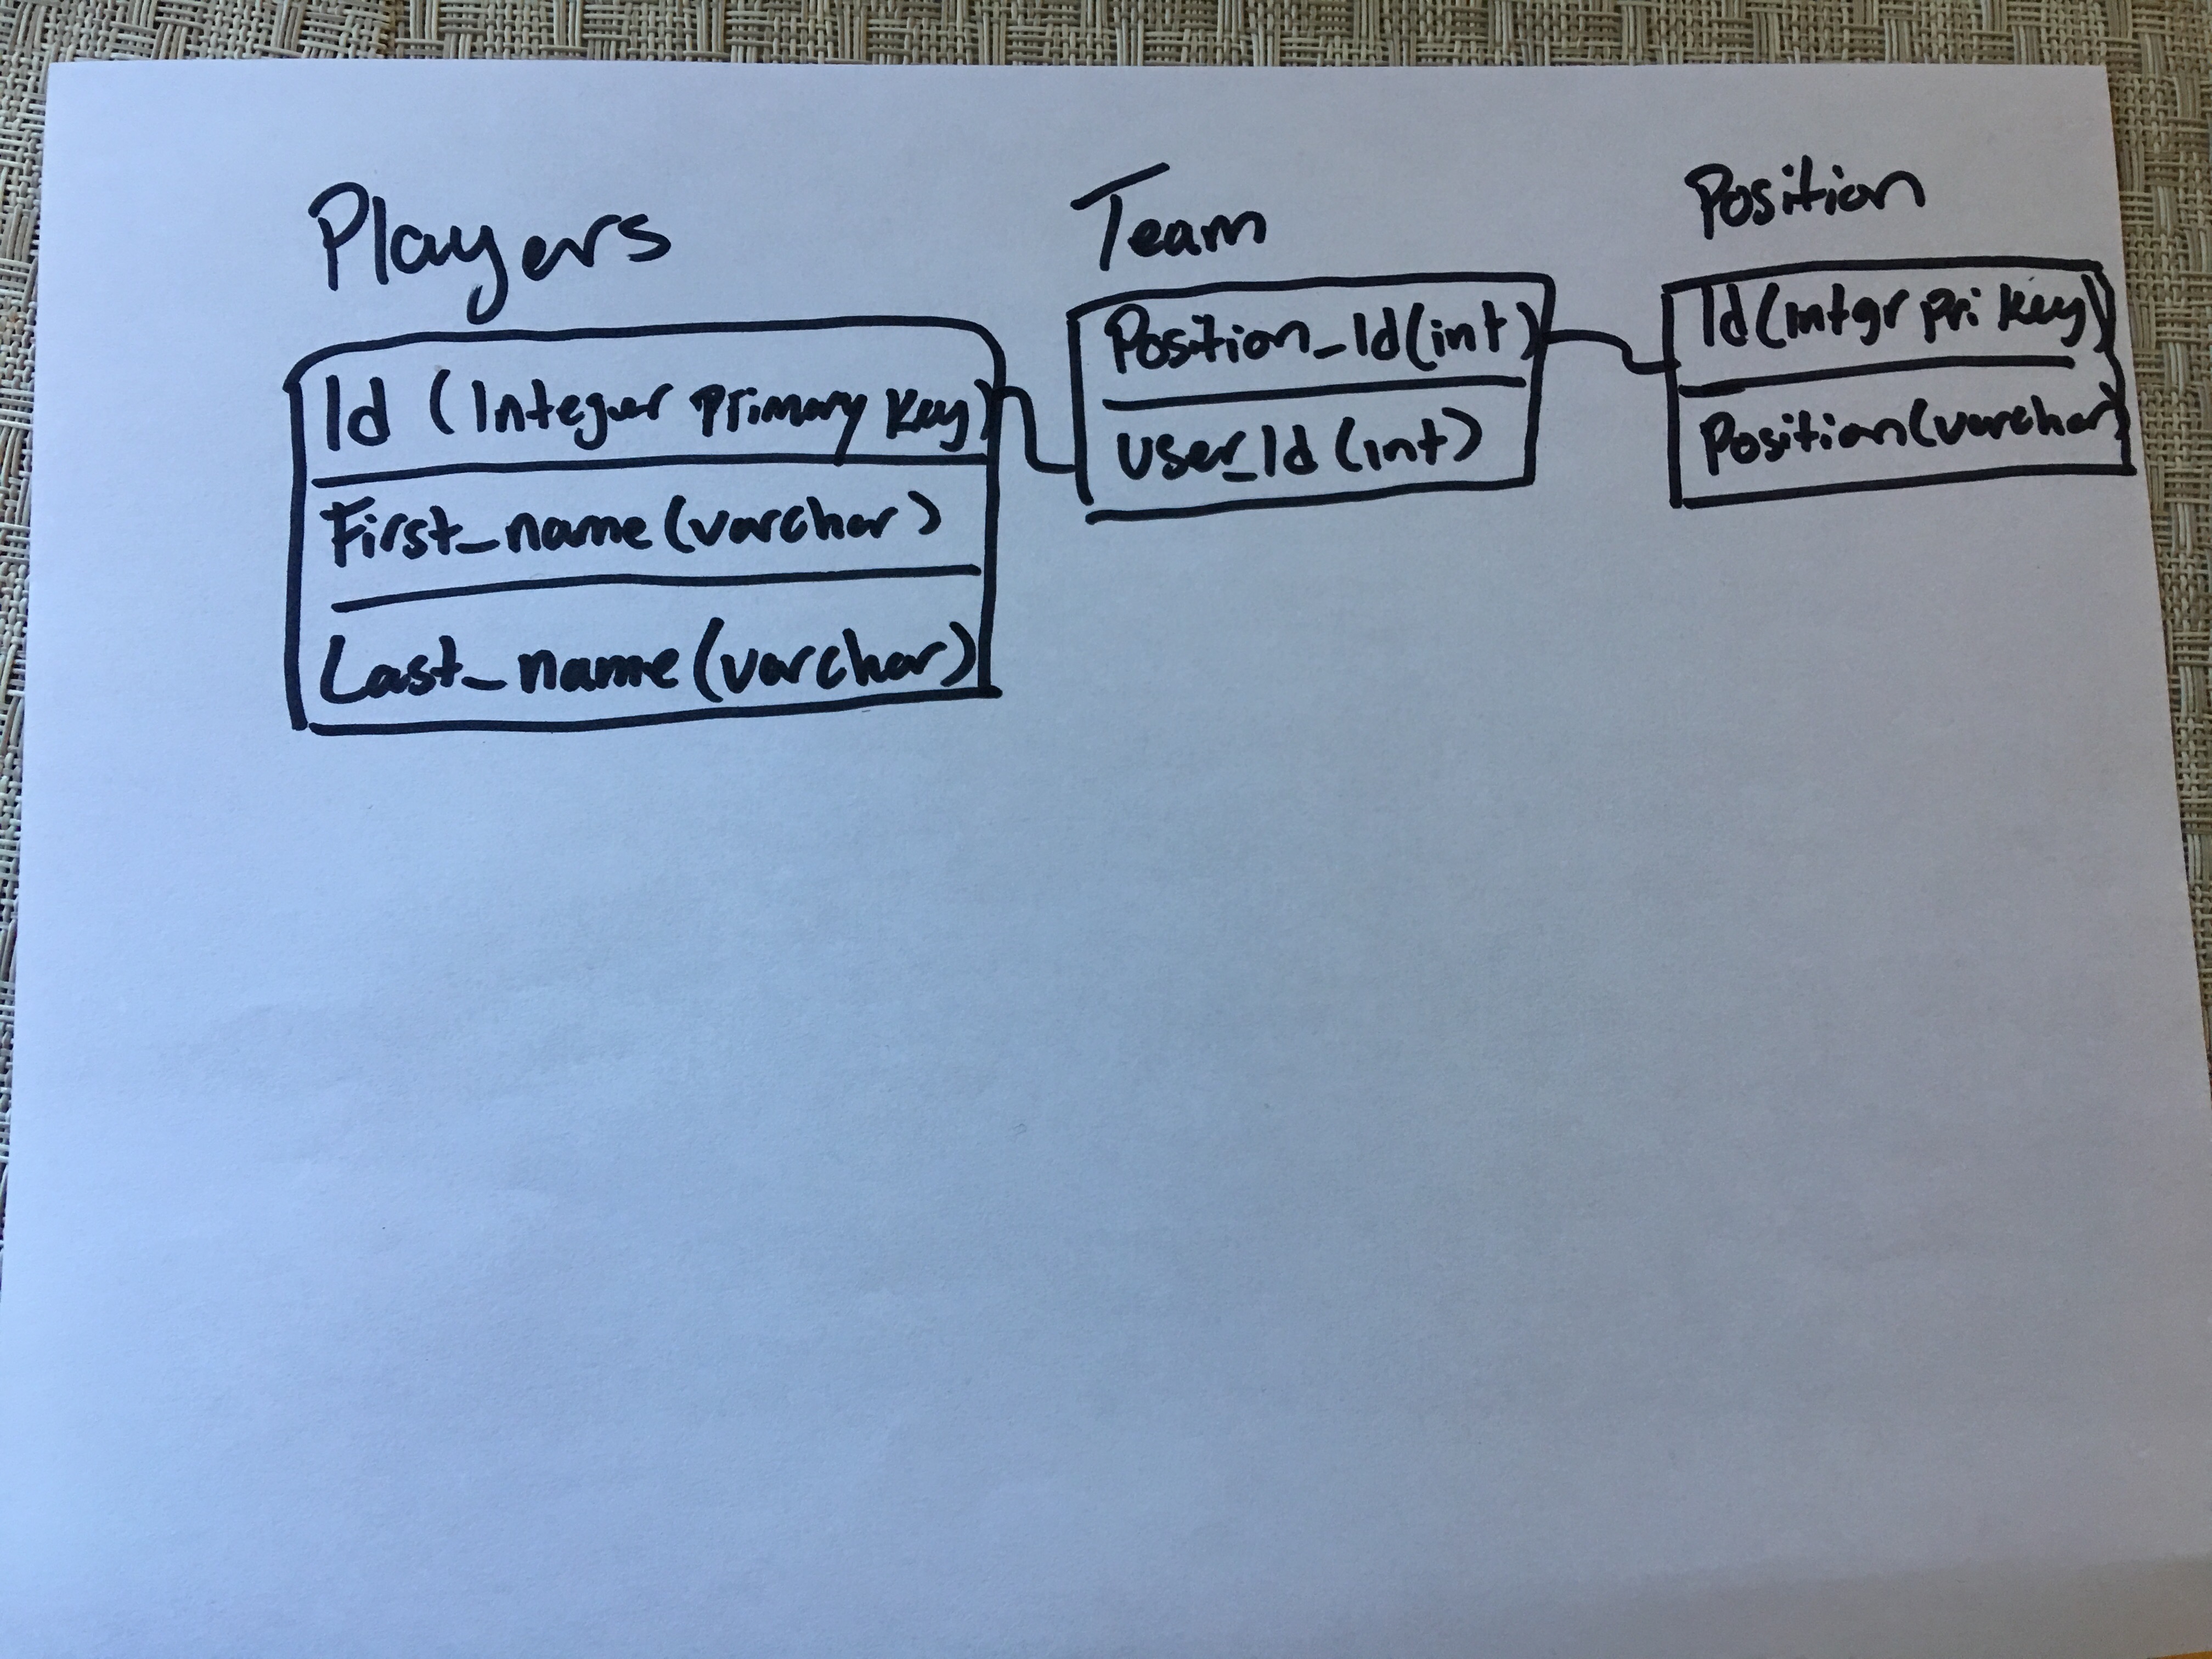 Players
Id (Integer Primary Key)
First_name (varchar)
Last_name (varchar)
Team
Position_Id (int)
User_Id (int)
Position
Id (intgr pri key)
Position (varchar)